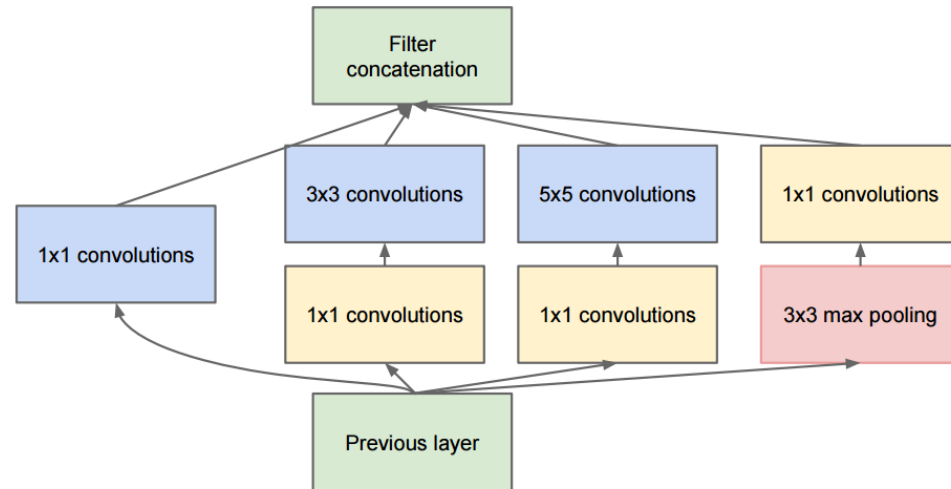 Filter
concatenation
3x3 convolutions
5x5 convolutions
1x1 convolutions
1x1 convolutions
1x1 convolutions
1x1 convolutions
3x3 max pooling
Previous layer